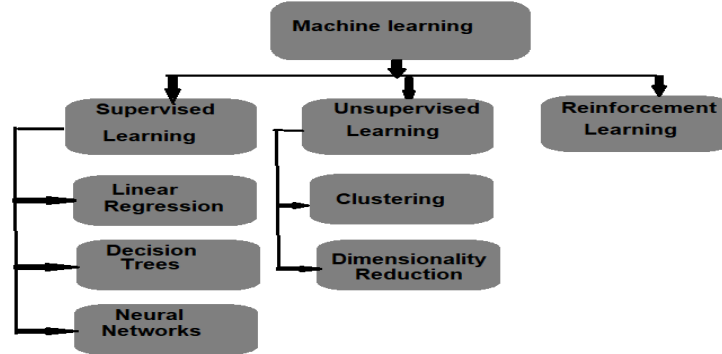 Machine learning
Supervised
Learning
Unsupervised
Learning
Reinforcement
Learning
Linear
Regression
Decision
Trees
Neural
Networks
Clustering
Dimensionality
Reduction